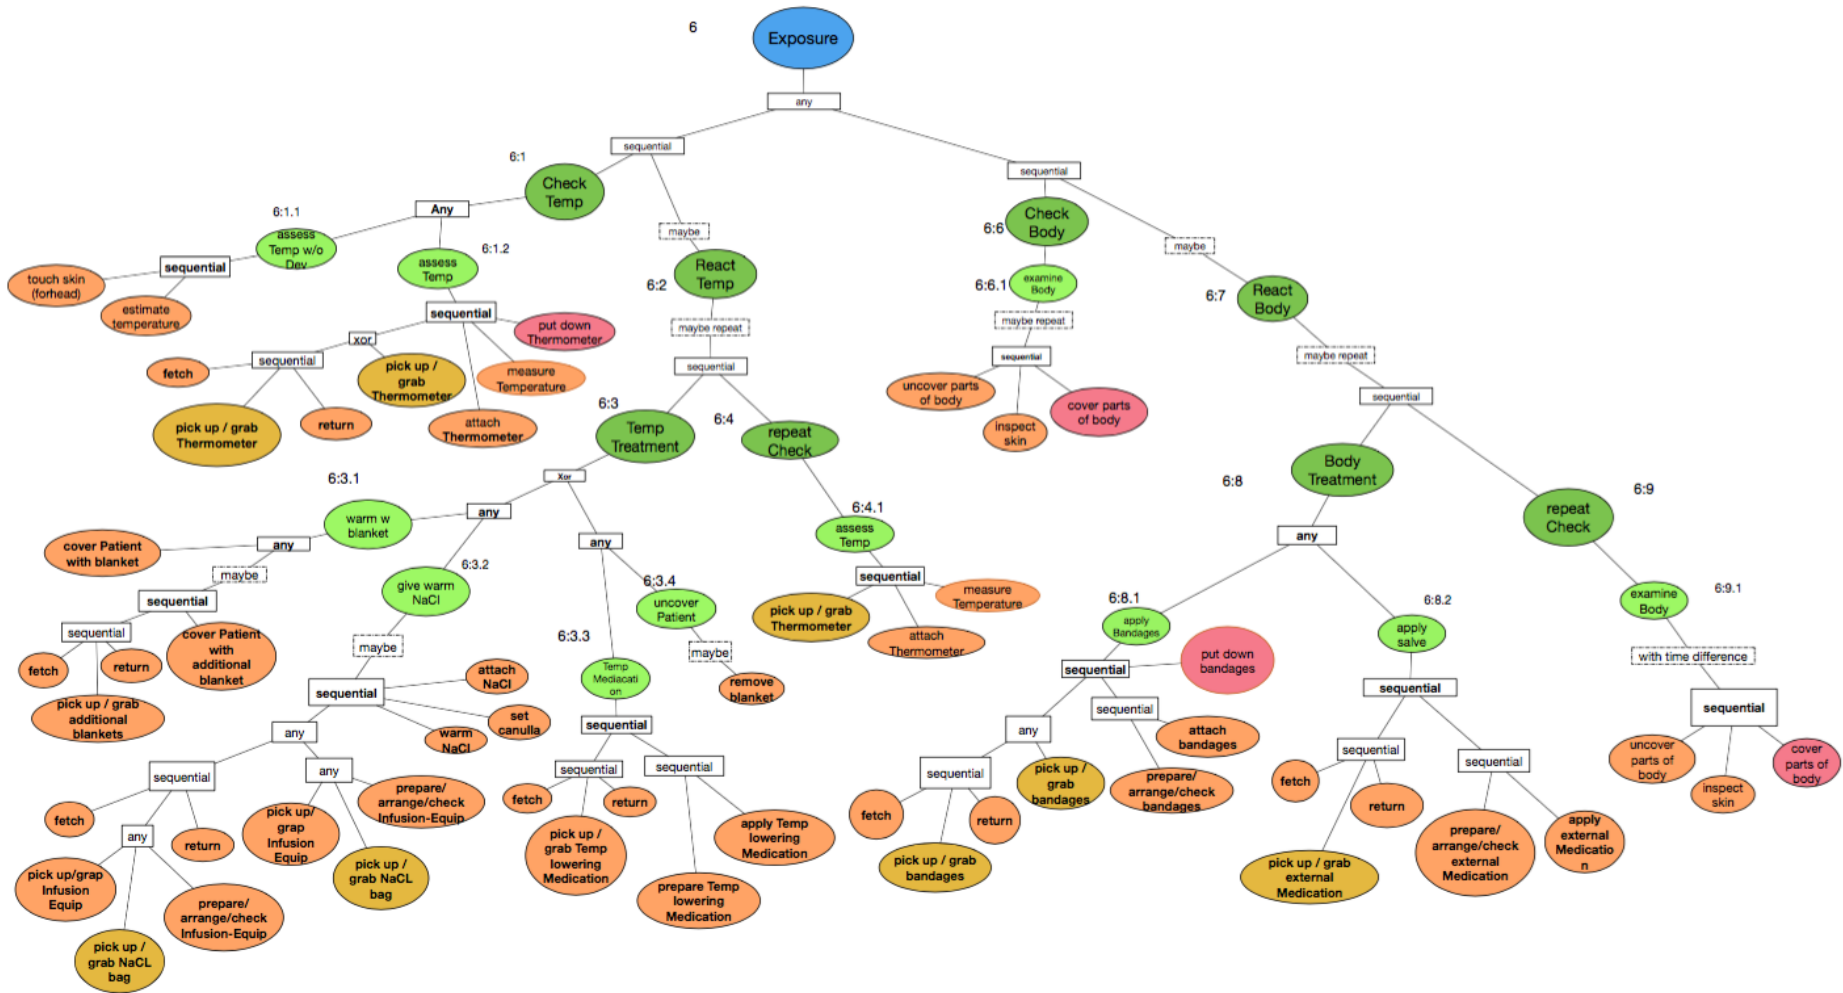 6
Exposure
any
sequential
sequential
6:1
Check
Temp
Any
6:1.1
assess
Temp w/o
Dev
sequential
touch skin
(forhead)
estimate
temperature
6:1.2
assess
Temp
sequential
put down
Thermometer
xor
sequential
fetch
pick up /
grab
Thermometer
measure
Temperature
pick up / grab
Thermometer
return
attach
Thermometer
maybe
React
Temp
6:2
maybe repeat
sequential
6:6
Check
Body
6:6.1
examine
Body
maybe repeat
sequential
uncover parts
of body
inspect
skin
cover parts
of body
maybe
6:7
React
Body
maybe repeat
sequential
6:3
Temp
Treatment
6:4
repeat
Check
Xor
6:3.1
warm w
blanket
any
any
cover Patient
with blanket
maybe
sequential
sequential
fetch
return
cover Patient
with
additional
blanket
pick up / grab
additional
blankets
6:3.2
give warm
NaCl
maybe
sequential
attach
NaCl
set
canulla
warm
NaCl
any
sequential
any
fetch
any
return
pick up/
grap
Infusion
Equip
prepare/
arrange/check
Infusion-Equip
pick up /
grab NaCL
bag
pick up/grap
Infusion
Equip
prepare/
arrange/check
Infusion-Equip
pick up /
grab NaCL
bag
any
6:3.4
uncover
Patient
maybe
remove
blanket
6:3.3
Temp
Mediacati
on
sequential
sequential
sequential
fetch
return
pick up /
grab Temp
lowering
Medication
apply Temp
lowering
Medication
prepare Temp
lowering
Medication
6:4.1
assess
Temp
sequential
measure
Temperature
pick up / grab
Thermometer
attach
Thermometer
6:8
Body
Treatment
any
6:8.1
apply
Bandages
put down
bandages
sequential
sequential
any
attach
bandages
sequential
pick up /
grab
bandages
prepare/
arrange/check
bandages
fetch
return
pick up / grab
bandages
6:8.2
apply
salve
sequential
sequential
sequential
fetch
return
pick up / grab
external
Medication
prepare/
arrange/check
external
Medication
apply
external
Medicatio
n
6:9
repeat
Check
6:9.1
examine
Body
with time difference
sequential
uncover
parts of
body
inspect
skin
cover
parts of
body